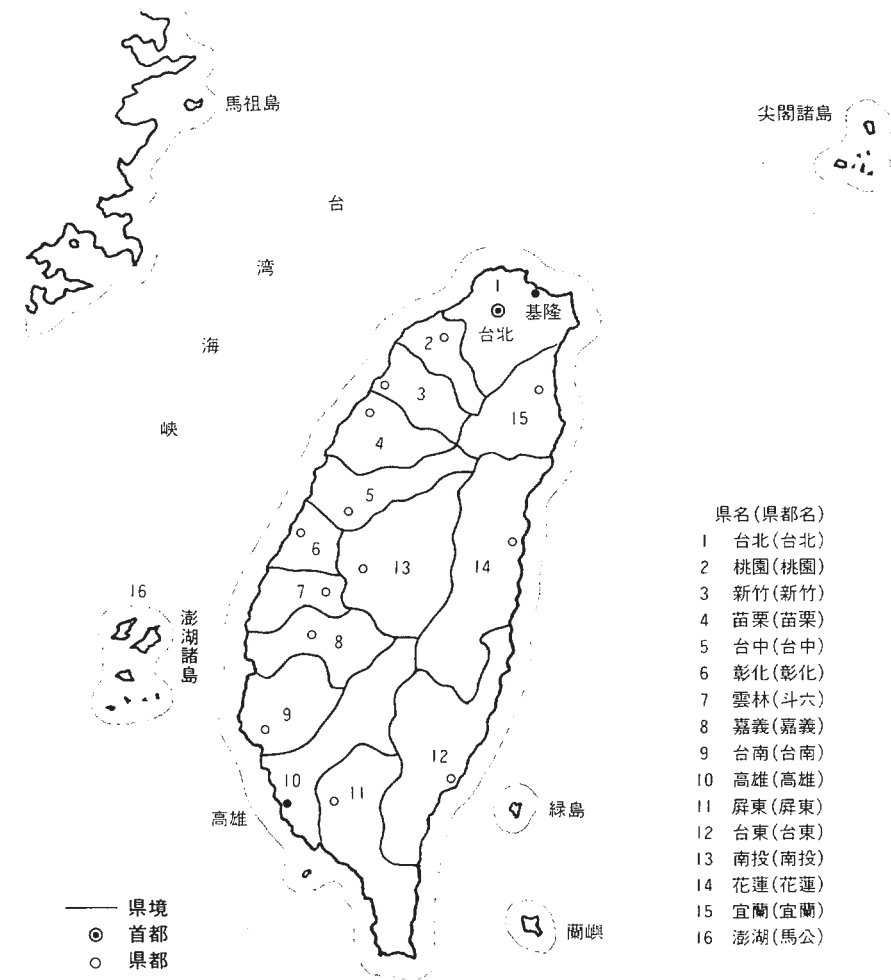 馬祖島
尖閣諸島
台
湾
海
峡
1
基隆
台北
2
3
15
4
5
6
13
14
7
16
澎湖諸島
8
9
12
10
11
高雄
緑島
蘭嶼
県名(県都名)
1 台北(台北)
2 桃園(桃園)
3 新竹(新竹)
4 苗栗(苗栗)
5 台中(台中)
6 彰化(彰化)
7 雲林(斗六)
8 嘉義(嘉義)
9 台南(台南)
10 高雄(高雄)
11 屏東(屏東)
12 台東(台東)
13 南投(南投)
14 花蓮(花蓮)
15 宜蘭(宜蘭)
16 澎湖(馬公)
県境
首都
県都